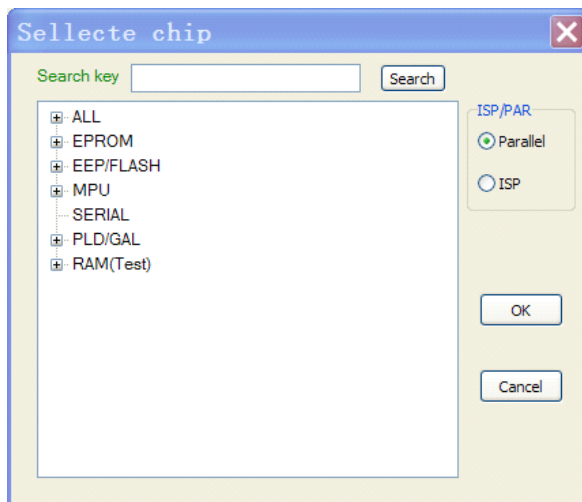 Sellecte chip
Search key
Search
ALL
EPROM
EEP/FLASH
MPU
SERIAL
PLD/GAL
RAM(Test)
ISP/PAR
Parallel
ISP
OK
Cancel